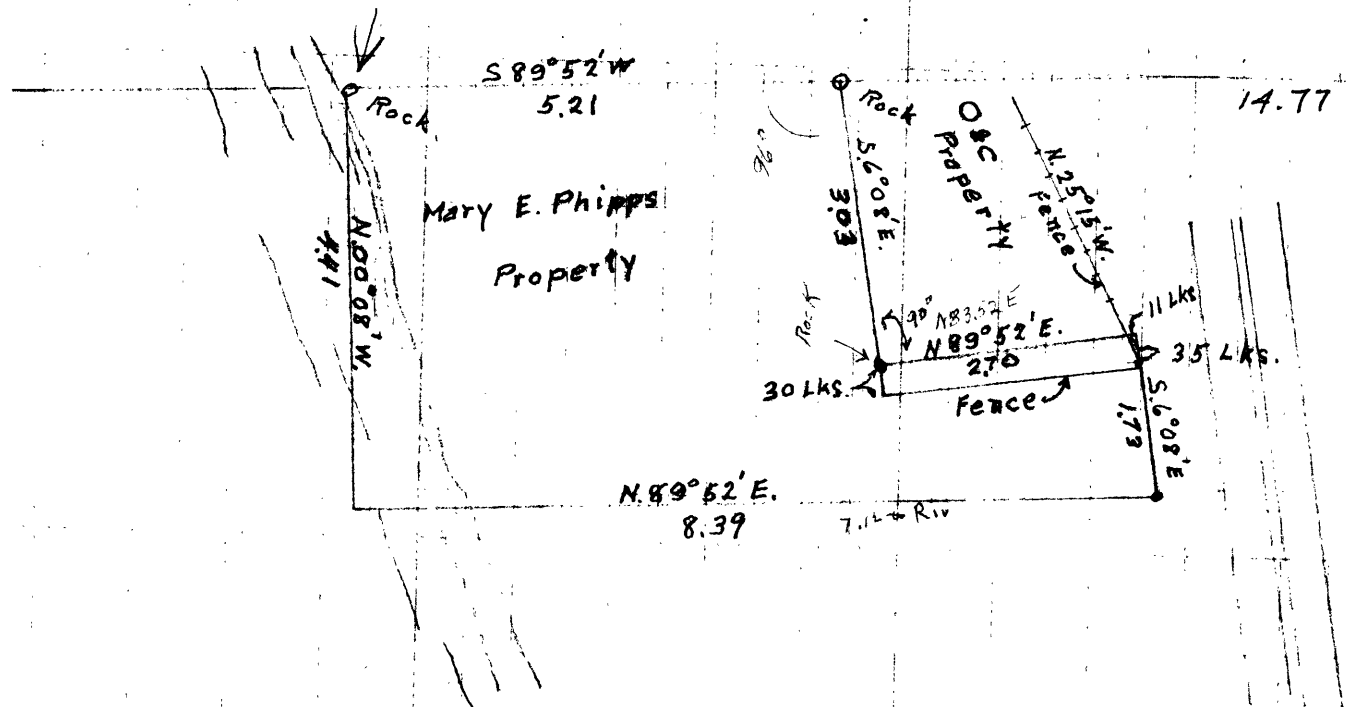 S 89° 52' W
5.21
14.77
Rock
Rock
O & C
Property
96°
S. 6° 08' E.
3.03
N. 25° 15' W.
Fence
Mary E. Phipps
Property
N. 00° 08' W.
4.41
Rock
90°
N 83.52 E
N 89° 52' E.
2.70
11 Lks
35 Lks.
30 Lks.
Fence
S. 6° 08' E
1.73
N. 89° 52' E.
8.39